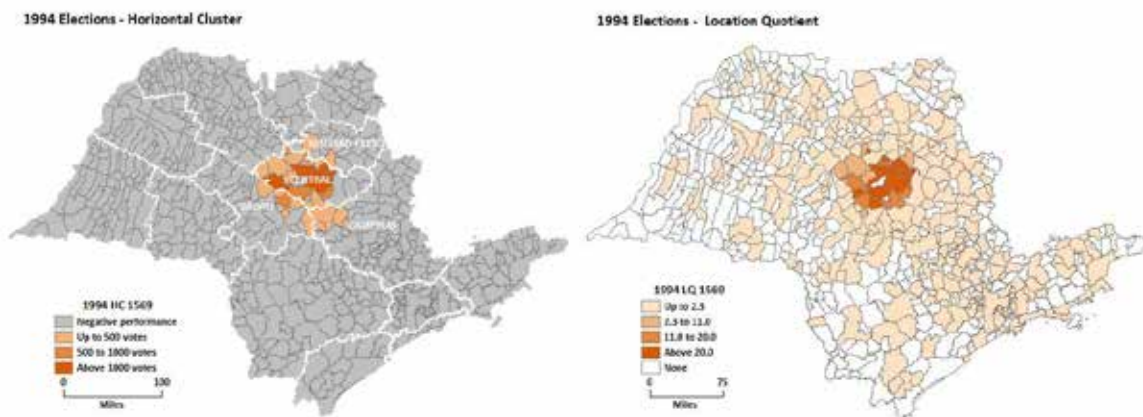 1994 Elections - Horizontal Cluster
1994 Elections - Location Quotient
CENTRAL
1994 HC 1569
Negative performance
Up to 500 votes
500 to 1000 votes
Above 1000 votes
0 100
Miles
1994 LQ 1569
Up to 2.5
2.5 to 11.0
11.0 to 20.0
Above 20.0
None
0 75
Miles